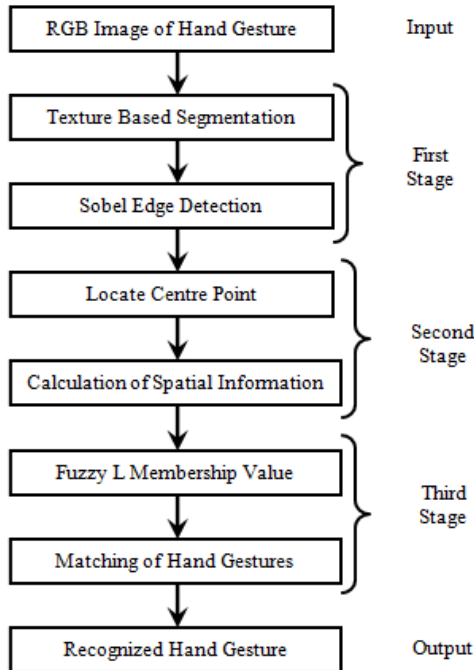 RGB Image of Hand Gesture
Input
Texture Based Segmentation
First
Stage
Sobel Edge Detection
Locate Centre Point
Second
Stage
Calculation of Spatial Information
Fuzzy L Membership Value
Third
Stage
Matching of Hand Gestures
Recognized Hand Gesture
Output